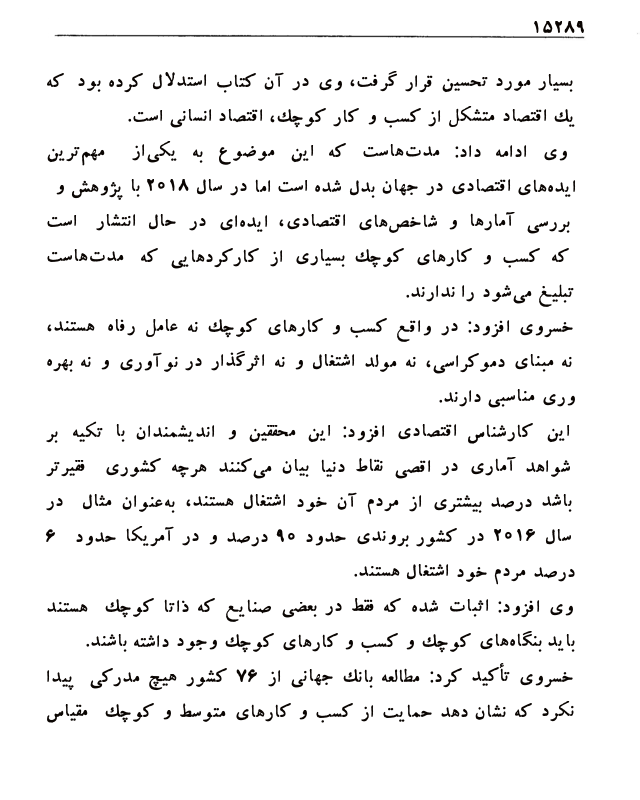 ۱۵۲۸۹
بسیار مورد تحسین قرار گرفت، وی در آن کتاب استدلال کرده بود که
یك اقتصاد متشکل از کسب و کار کوچك، اقتصاد انسانی است.
وی ادامه داد: مدت‌هاست که این موضوع به یکی‌از مهم‌ترین
ایده‌های اقتصادی در جهان بدل شده است اما در سال ۲۰۱۸ با پژوهش و
بررسی آمارها و شاخص‌های اقتصادی، ایده‌ای در حال انتشار است
که کسب و کارهای کوچك بسیاری از کارکردهایی که مدت‌هاست
تبلیغ می‌شود را ندارند.
خسروی افزود: در واقع کسب و کارهای کوچك نه عامل رفاه هستند،
نه مبنای دموکراسی، نه مولد اشتغال و نه اثرگذار در نوآوری و نه بهره
وری مناسبی دارند.
این کارشناس اقتصادی افزود: این محققین و اندیشمندان با تکیه بر
شواهد آماری در اقصی نقاط دنیا بیان می‌کنند هرچه کشوری فقیرتر
باشد درصد بیشتری از مردم آن خود اشتغال هستند، به‌عنوان مثال در
سال ۲۰۱۶ در کشور بروندی حدود ۹۰ درصد و در آمریکا حدود ۶
درصد مردم خود اشتغال هستند.
وی افزود: اثبات شده که فقط در بعضی صنایع که ذاتا کوچك هستند
باید بنگاه‌های کوچك و کسب و کارهای کوچك وجود داشته باشند.
خسروی تأکید کرد: مطالعه بانك جهانی از ۷۶ کشور هیچ مدرکی پیدا
نکرد که نشان دهد حمایت از کسب و کارهای متوسط و کوچك مقیاس